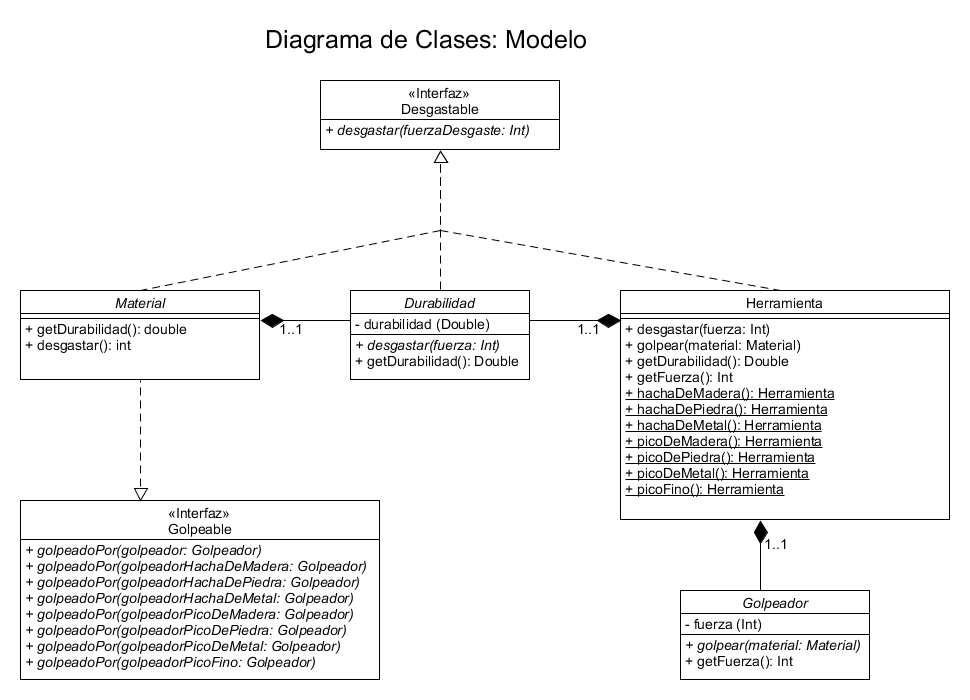 Diagrama de Clases: Modelo
«Interfaz»
Desgastable
+ desgastar(fuerzaDesgaste: Int)
Material
+ getDurabilidad(): double
+ desgastar(): int
1..1
Durabilidad
- durabilidad (Double)
+ desgastar(fuerza: Int)
+ getDurabilidad(): Double
1..1
Herramienta
+ desgastar(fuerza: Int)
+ golpear(material: Material)
+ getDurabilidad(): Double
+ getFuerza(): Int
+ hachaDeMadera(): Herramienta
+ hachaDePiedra(): Herramienta
+ hachaDeMetal(): Herramienta
+ picoDeMadera(): Herramienta
+ picoDePiedra(): Herramienta
+ picoDeMetal(): Herramienta
+ picoFino(): Herramienta
«Interfaz»
Golpeable
+ golpeadoPor(golpeador: Golpeador)
+ golpeadoPor(golpeadorHachaDeMadera: Golpeador)
+ golpeadoPor(golpeadorHachaDePiedra: Golpeador)
+ golpeadoPor(golpeadorHachaDeMetal: Golpeador)
+ golpeadoPor(golpeadorPicoDeMadera: Golpeador)
+ golpeadoPor(golpeadorPicoDePiedra: Golpeador)
+ golpeadoPor(golpeadorPicoDeMetal: Golpeador)
+ golpeadoPor(golpeadorPicoFino: Golpeador)
1..1
Golpeador
- fuerza (Int)
+ golpear(material: Material)
+ getFuerza(): Int